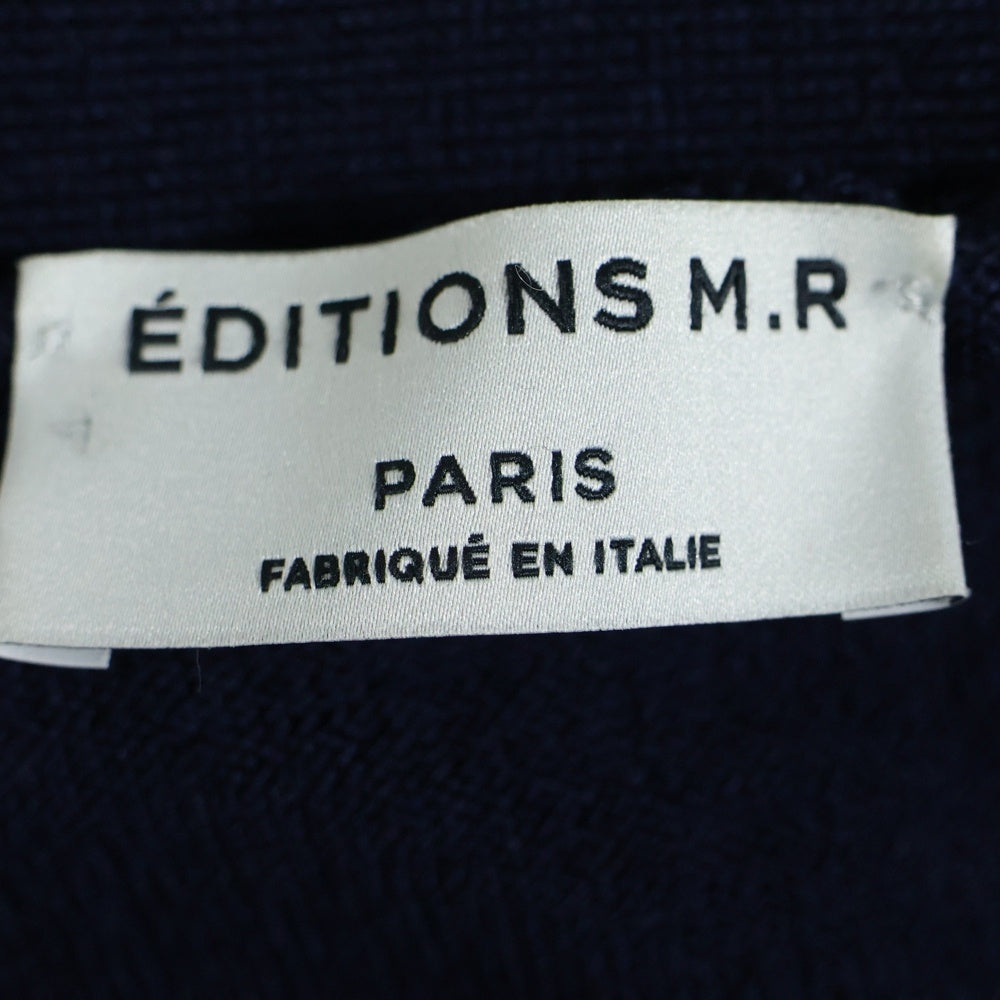 ÉDITIONS M.R
PARIS
FABRIQUÉ EN ITALIE